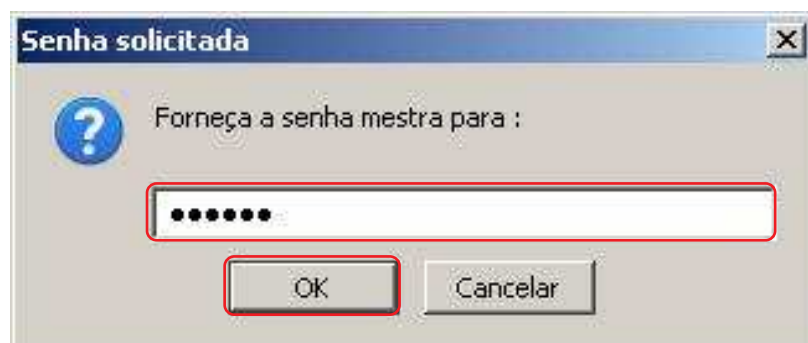 Senha solicitada
Forneça a senha mestra para :
••••••
OK Cancelar